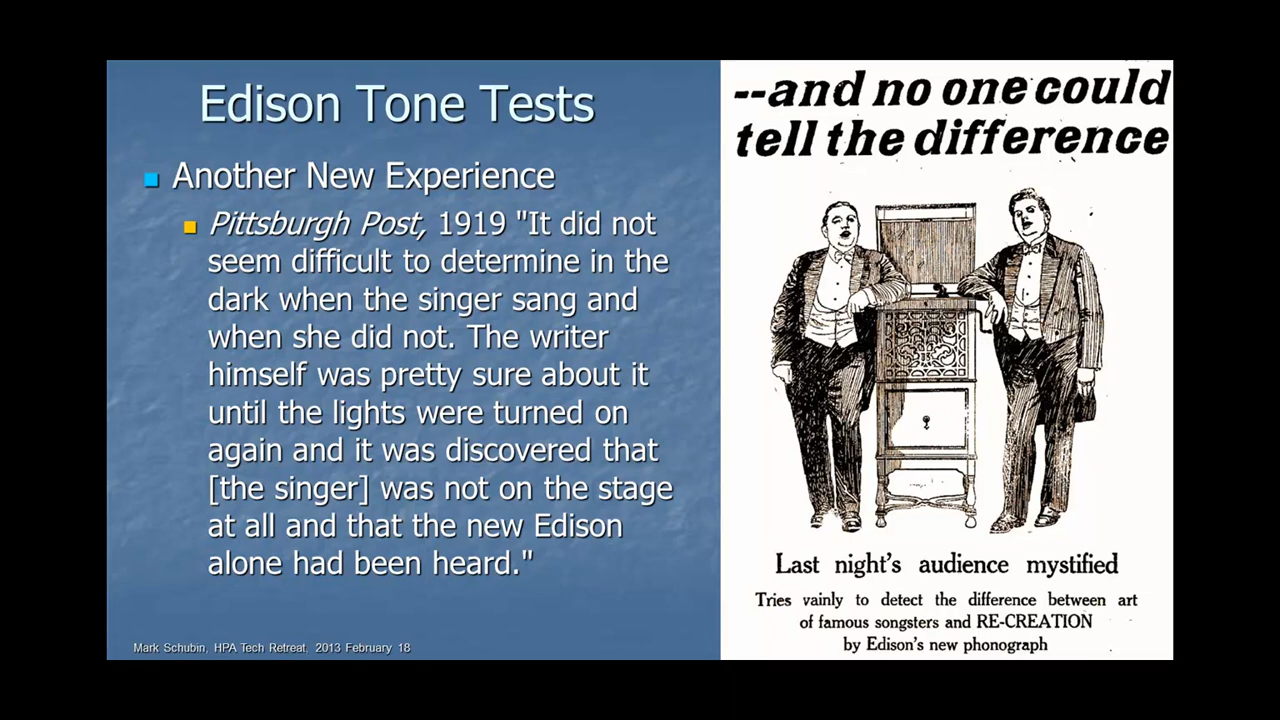 Edison Tone Tests
Another New Experience
Pittsburgh Post, 1919 "It did not
seem difficult to determine in the
dark when the singer sang and
when she did not. The writer
himself was pretty sure about it
until the lights were turned on
again and it was discovered that
[the singer] was not on the stage
at all and that the new Edison
alone had been heard."
Mark Schubin, HPA Tech Retreat, 2013 February 18
--and no one could
tell the difference
Last night's audience mystified
Tries vainly to detect the difference between art
of famous songsters and RE-CREATION
by Edison's new phonograph